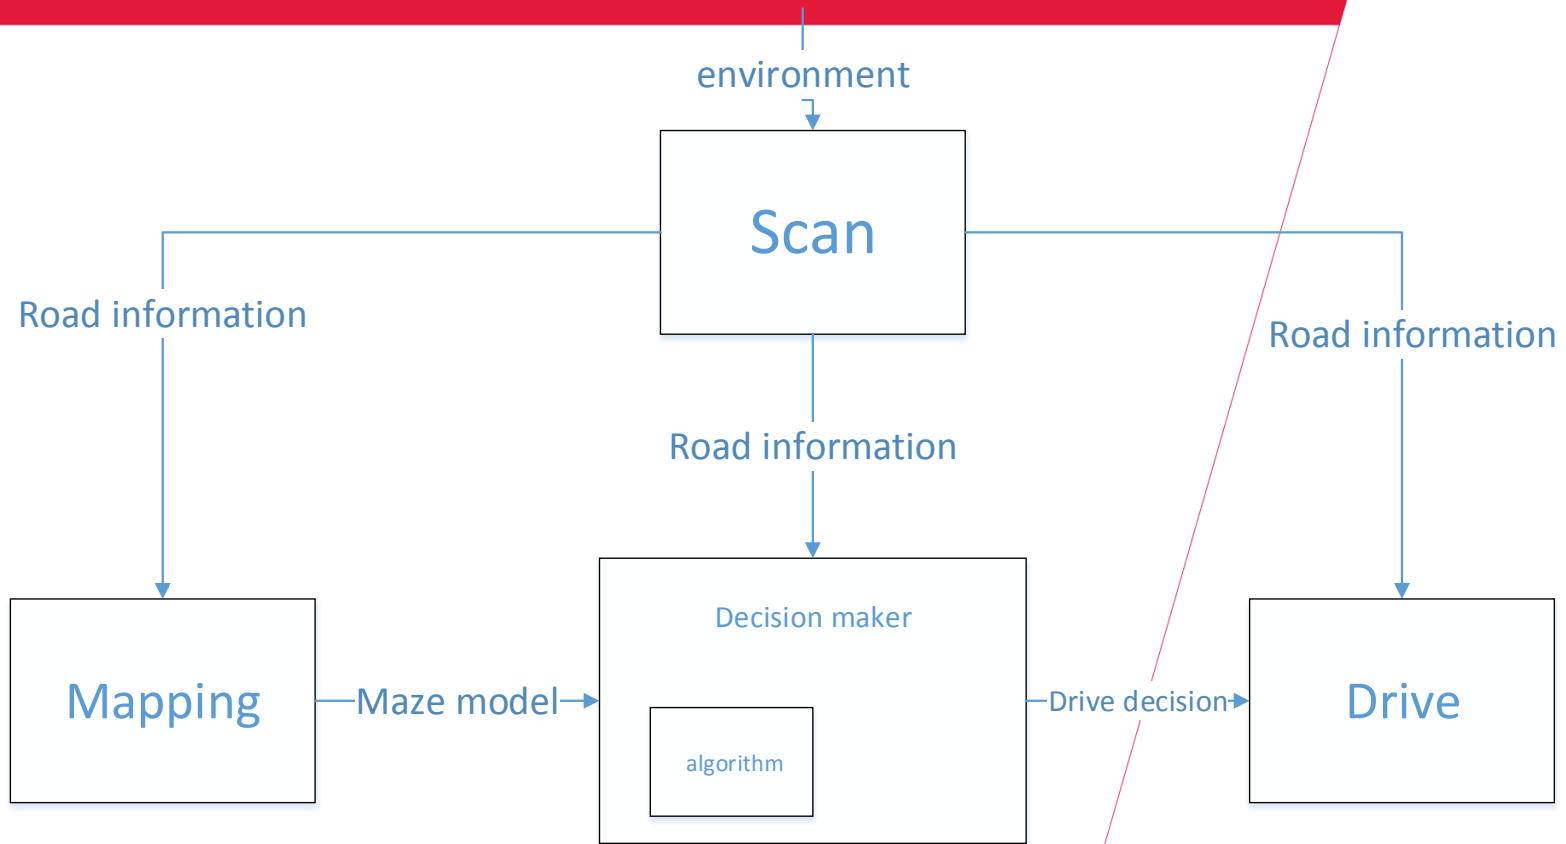 environment
Scan
Road information
Road information
Road information
Decision maker
Mapping
Maze model
Drive decision
Drive
algorithm